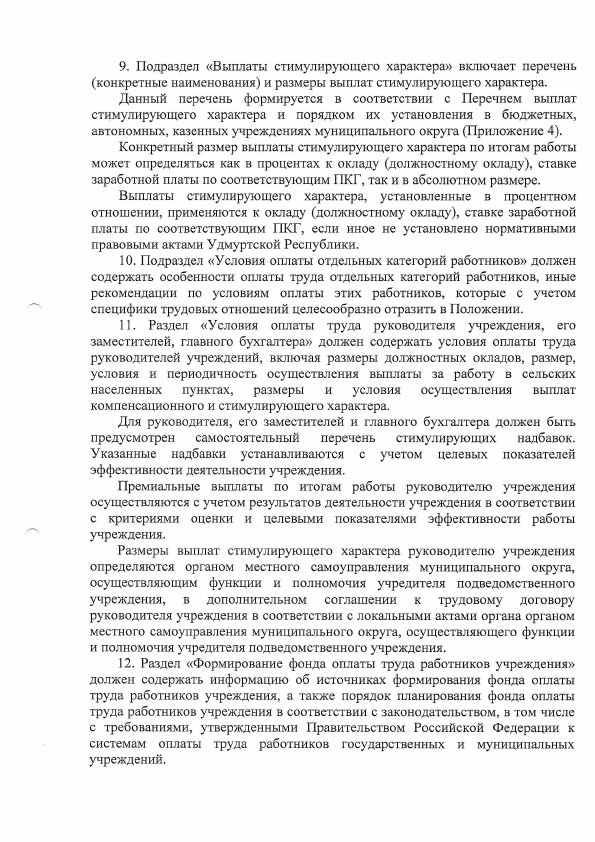 9. Подраздел «Выплаты стимулирующего характера» включает перечень
(конкретные наименования) и размеры выплат стимулирующего характера.
Данный перечень формируется в соответствии с Перечнем выплат
стимулирующего характера и порядком их установления в бюджетных,
автономных, казенных учреждениях муниципального округа (Приложение 4).
Конкретный размер выплаты стимулирующего характера по итогам работы
может определяться как в процентах к окладу (должностному окладу), ставке
заработной платы по соответствующим ПКГ, так и в абсолютном размере.
Выплаты стимулирующего характера, установленные в процентном
отношении, применяются к окладу (должностному окладу), ставке заработной
платы по соответствующим ПКГ, если иное не установлено нормативными
правовыми актами Удмуртской Республики.
10. Подраздел «Условия оплаты отдельных категорий работников» должен
содержать особенности оплаты труда отдельных категорий работников, иные
рекомендации по условиям оплаты этих работников, которые с учетом
специфики трудовых отношений целесообразно отразить в Положении.
11. Раздел «Условия оплаты труда руководителя учреждения, его
заместителей, главного бухгалтера» должен содержать условия оплаты труда
руководителей учреждений, включая размеры должностных окладов, размер,
условия и периодичность осуществления выплаты за работу в сельских
населенных пунктах, размеры и условия осуществления выплат
компенсационного и стимулирующего характера.
Для руководителя, его заместителей и главного бухгалтера должен быть
предусмотрен самостоятельный перечень стимулирующих надбавок.
Указанные надбавки устанавливаются с учетом целевых показателей
эффективности деятельности учреждения.
Премиальные выплаты по итогам работы руководителю учреждения
осуществляются с учетом результатов деятельности учреждения в соответствии
с критериями оценки и целевыми показателями эффективности работы
учреждения.
Размеры выплат стимулирующего характера руководителю учреждения
определяются органом местного самоуправления муниципального округа,
осуществляющим функции и полномочия учредителя подведомственного
учреждения, в дополнительном соглашении к трудовому договору
руководителя учреждения в соответствии с локальными актами органа органом
местного самоуправления муниципального округа, осуществляющего функции
и полномочия учредителя подведомственного учреждения.
12. Раздел «Формирование фонда оплаты труда работников учреждения»
должен содержать информацию об источниках формирования фонда оплаты
труда работников учреждения, а также порядок планирования фонда оплаты
труда работников учреждения в соответствии с законодательством, в том числе
с требованиями, утвержденными Правительством Российской Федерации к
системам оплаты труда работников государственных и муниципальных
учреждений.